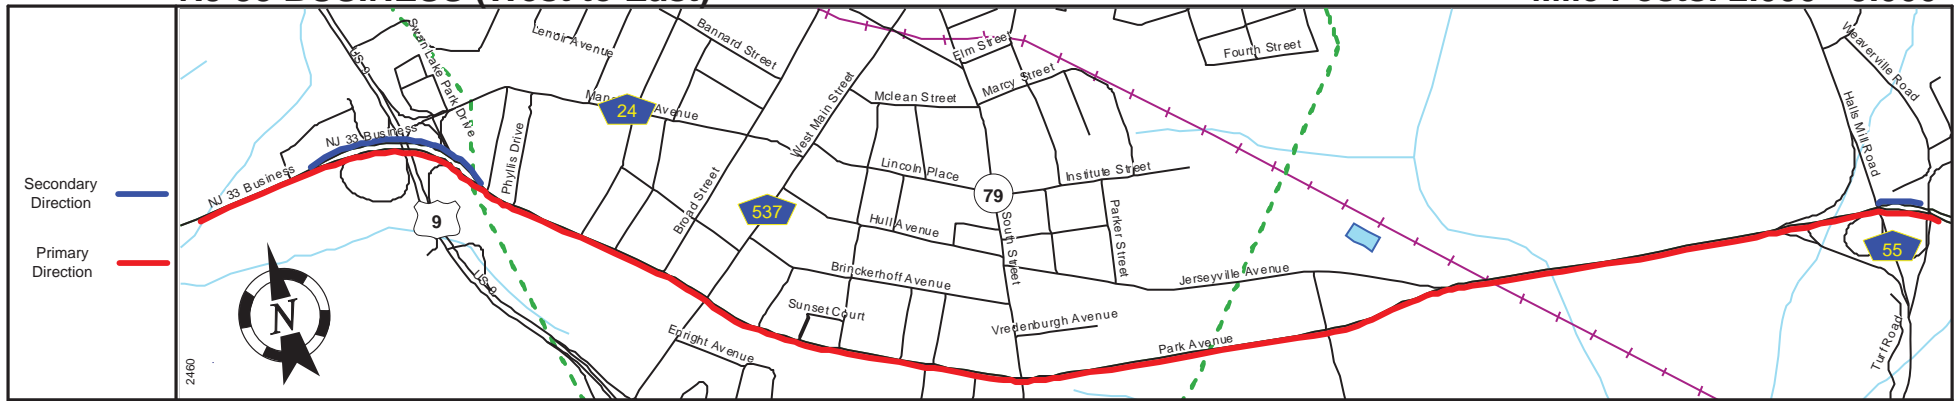 Secondary
Direction
Primary
Direction
2460
NJ 33 Business
NJ 33 Business
US 9
Swan Lake Park Drive
9
US 9
N
Phyllis Drive
Lenoir Avenue
Avenue
24
Bannard Street
Broad Street
537
West Main Street
Enright Avenue
Sunset Court
Brinckerhoff Avenue
Hull Avenue
Lincoln Place
Mclean Street
Elm Street
Marcy Street
79
South Street
Institute Street
Parker Street
Vredenburgh Avenue
Jerseyville Avenue
Park Avenue
Fourth Street
Weaverville Road
Halls Mill Road
55
Turf Road